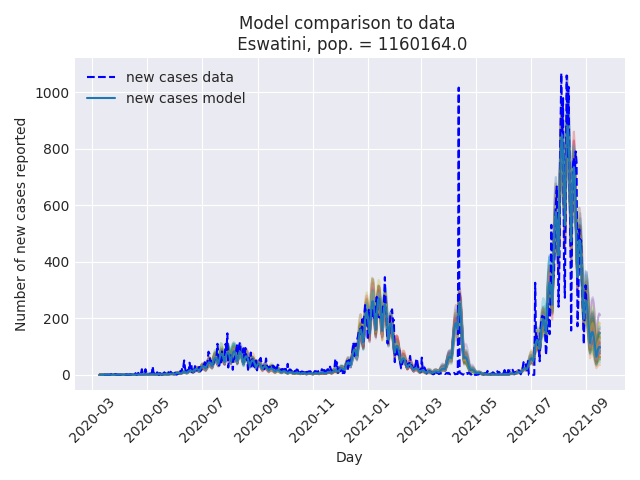 Model comparison to data
Eswatini, pop. = 1160164.0
new cases data
new cases model
Number of new cases reported
1000
800
600
400
200
0
2020-03
2020-05
2020-07
2020-09
2020-11
2021-01
2021-03
2021-05
2021-07
2021-09
Day